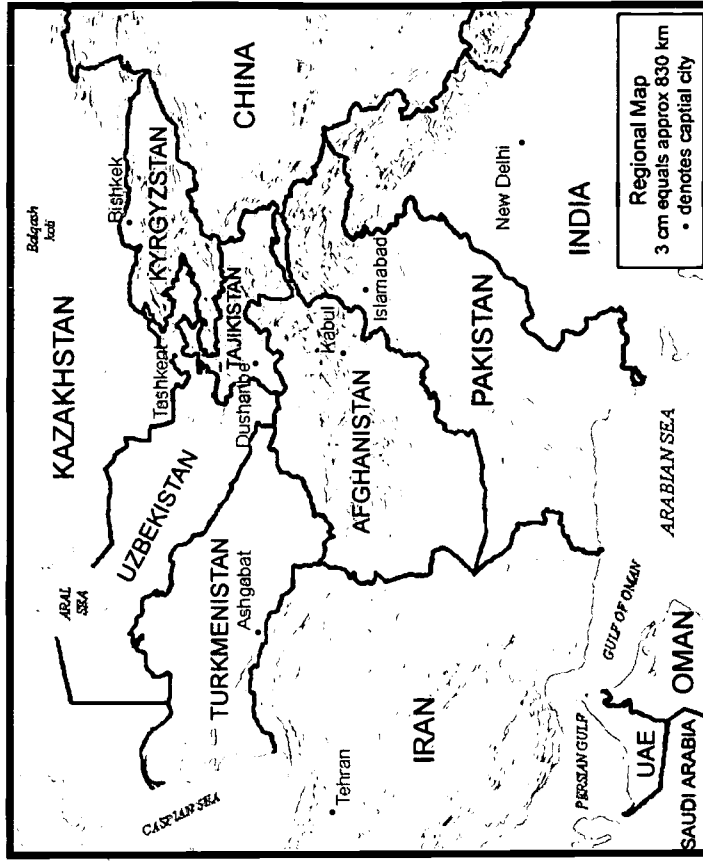 Balqash
KAZAKHSTAN
ARAL
SEA
Bishkek
KYRGYZSTAN
Tashkent
UZBEKISTAN
CASPIAN SEA
TURKMENISTAN
Ashgabat
TAJIKISTAN
Dushanbe
CHINA
Tehran
Kabul
AFGHANISTAN
Islamabad
IRAN
PAKISTAN
New Delhi
INDIA
PERSIAN GULF
GULF OF OMAN
ARABIAN SEA
UAE
OMAN
SAUDI ARABIA
Regional Map
3 cm equals approx 830 km
• denotes captial city